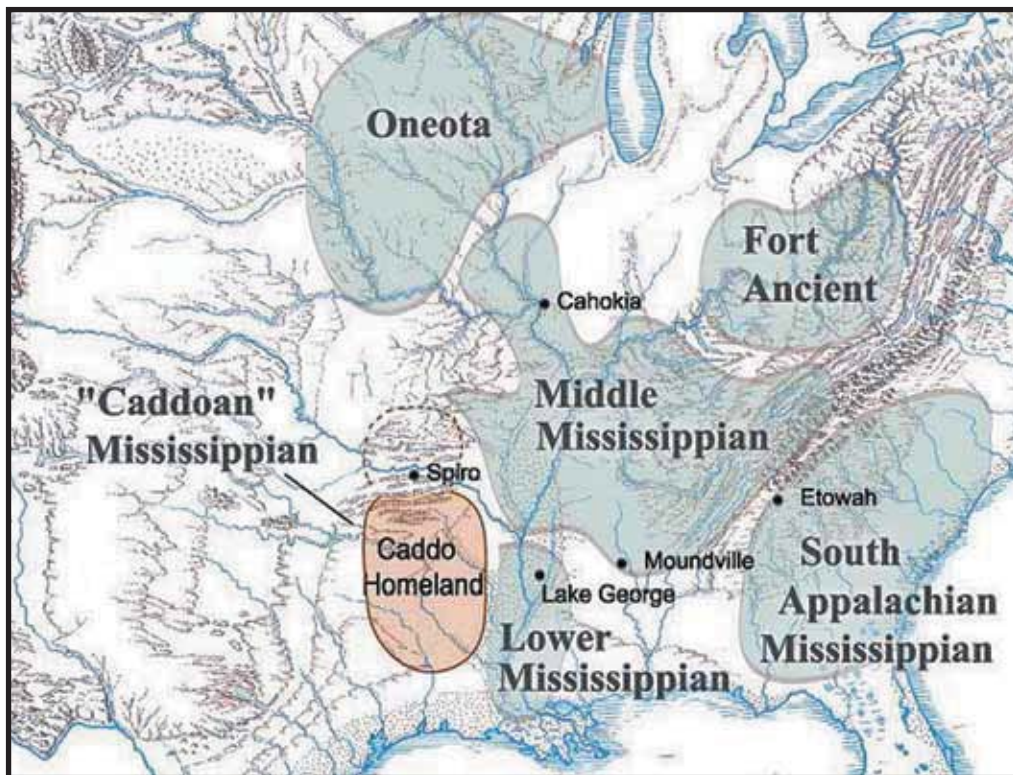 Oneota
Fort
Ancient
Cahokia
"Caddoan"
Mississippian
Middle
Mississippian
Spiro
Etowah
Caddo
Homeland
Moundville
Lake George
South
Appalachian
Mississippian
Lower
Mississippian